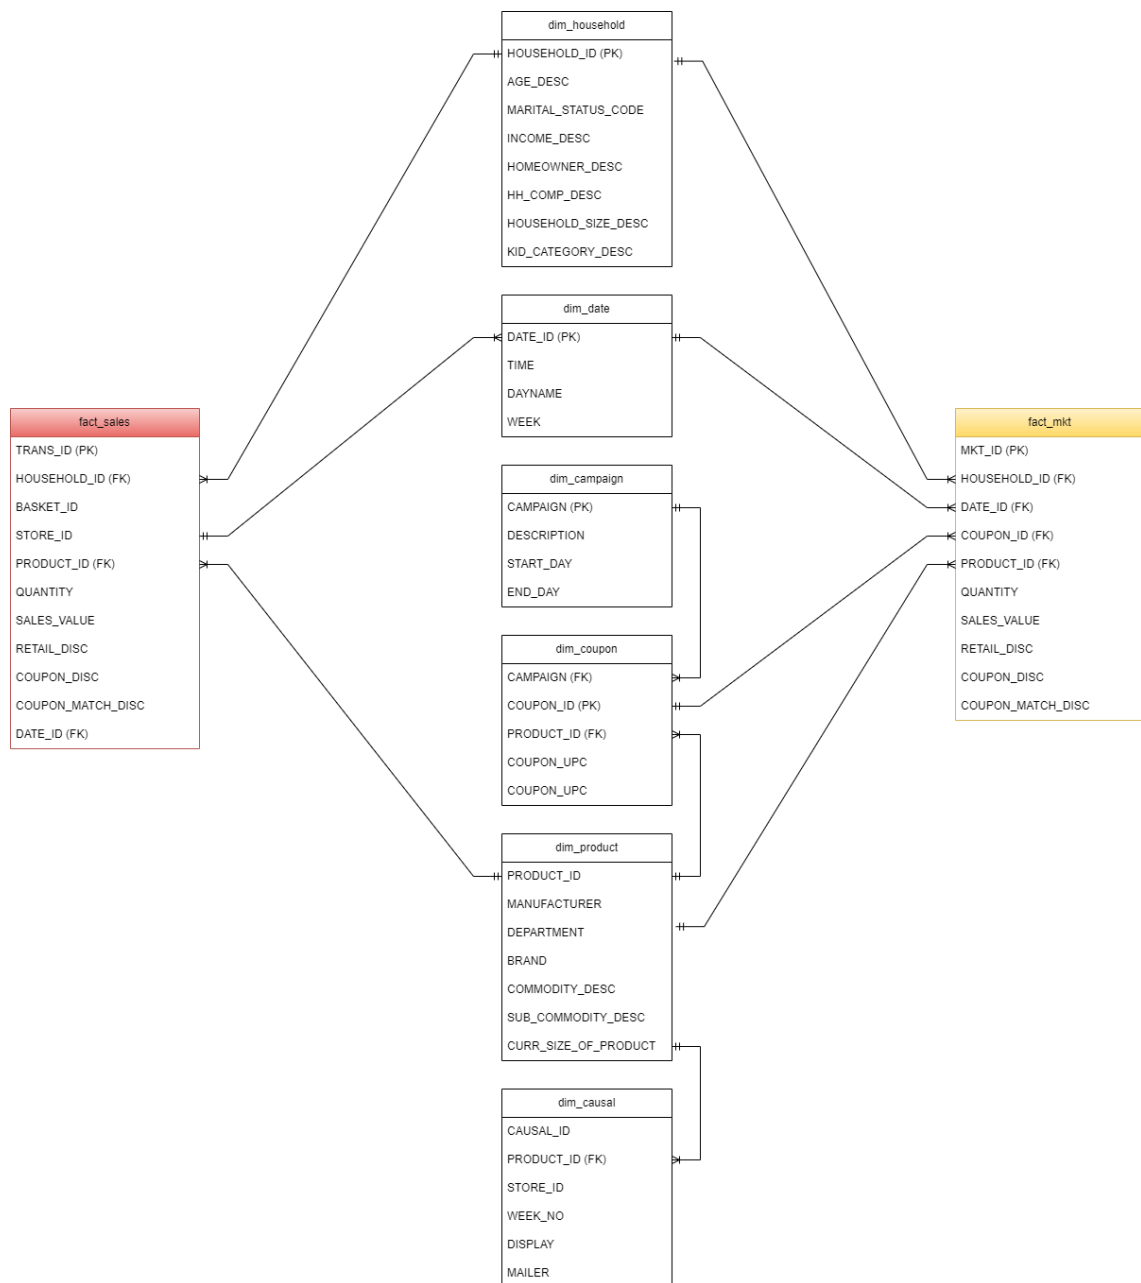 dim_household
HOUSEHOLD_ID (PK)
AGE_DESC
MARITAL_STATUS_CODE
INCOME_DESC
HOMEOWNER_DESC
HH_COMP_DESC
HOUSEHOLD_SIZE_DESC
KID_CATEGORY_DESC
dim_date
DATE_ID (PK)
TIME
DAYNAME
WEEK
fact_sales
TRANS_ID (PK)
HOUSEHOLD_ID (FK)
BASKET_ID
STORE_ID
PRODUCT_ID (FK)
QUANTITY
SALES_VALUE
RETAIL_DISC
COUPON_DISC
COUPON_MATCH_DISC
DATE_ID (FK)
fact_mkt
MKT_ID (PK)
HOUSEHOLD_ID (FK)
DATE_ID (FK)
COUPON_ID (FK)
PRODUCT_ID (FK)
QUANTITY
SALES_VALUE
RETAIL_DISC
COUPON_DISC
COUPON_MATCH_DISC
dim_campaign
CAMPAIGN (PK)
DESCRIPTION
START_DAY
END_DAY
dim_coupon
CAMPAIGN (FK)
COUPON_ID (PK)
PRODUCT_ID (FK)
COUPON_UPC
COUPON_UPC
dim_product
PRODUCT_ID
MANUFACTURER
DEPARTMENT
BRAND
COMMODITY_DESC
SUB_COMMODITY_DESC
CURR_SIZE_OF_PRODUCT
dim_causal
CAUSAL_ID
PRODUCT_ID (FK)
STORE_ID
WEEK_NO
DISPLAY
MAILER